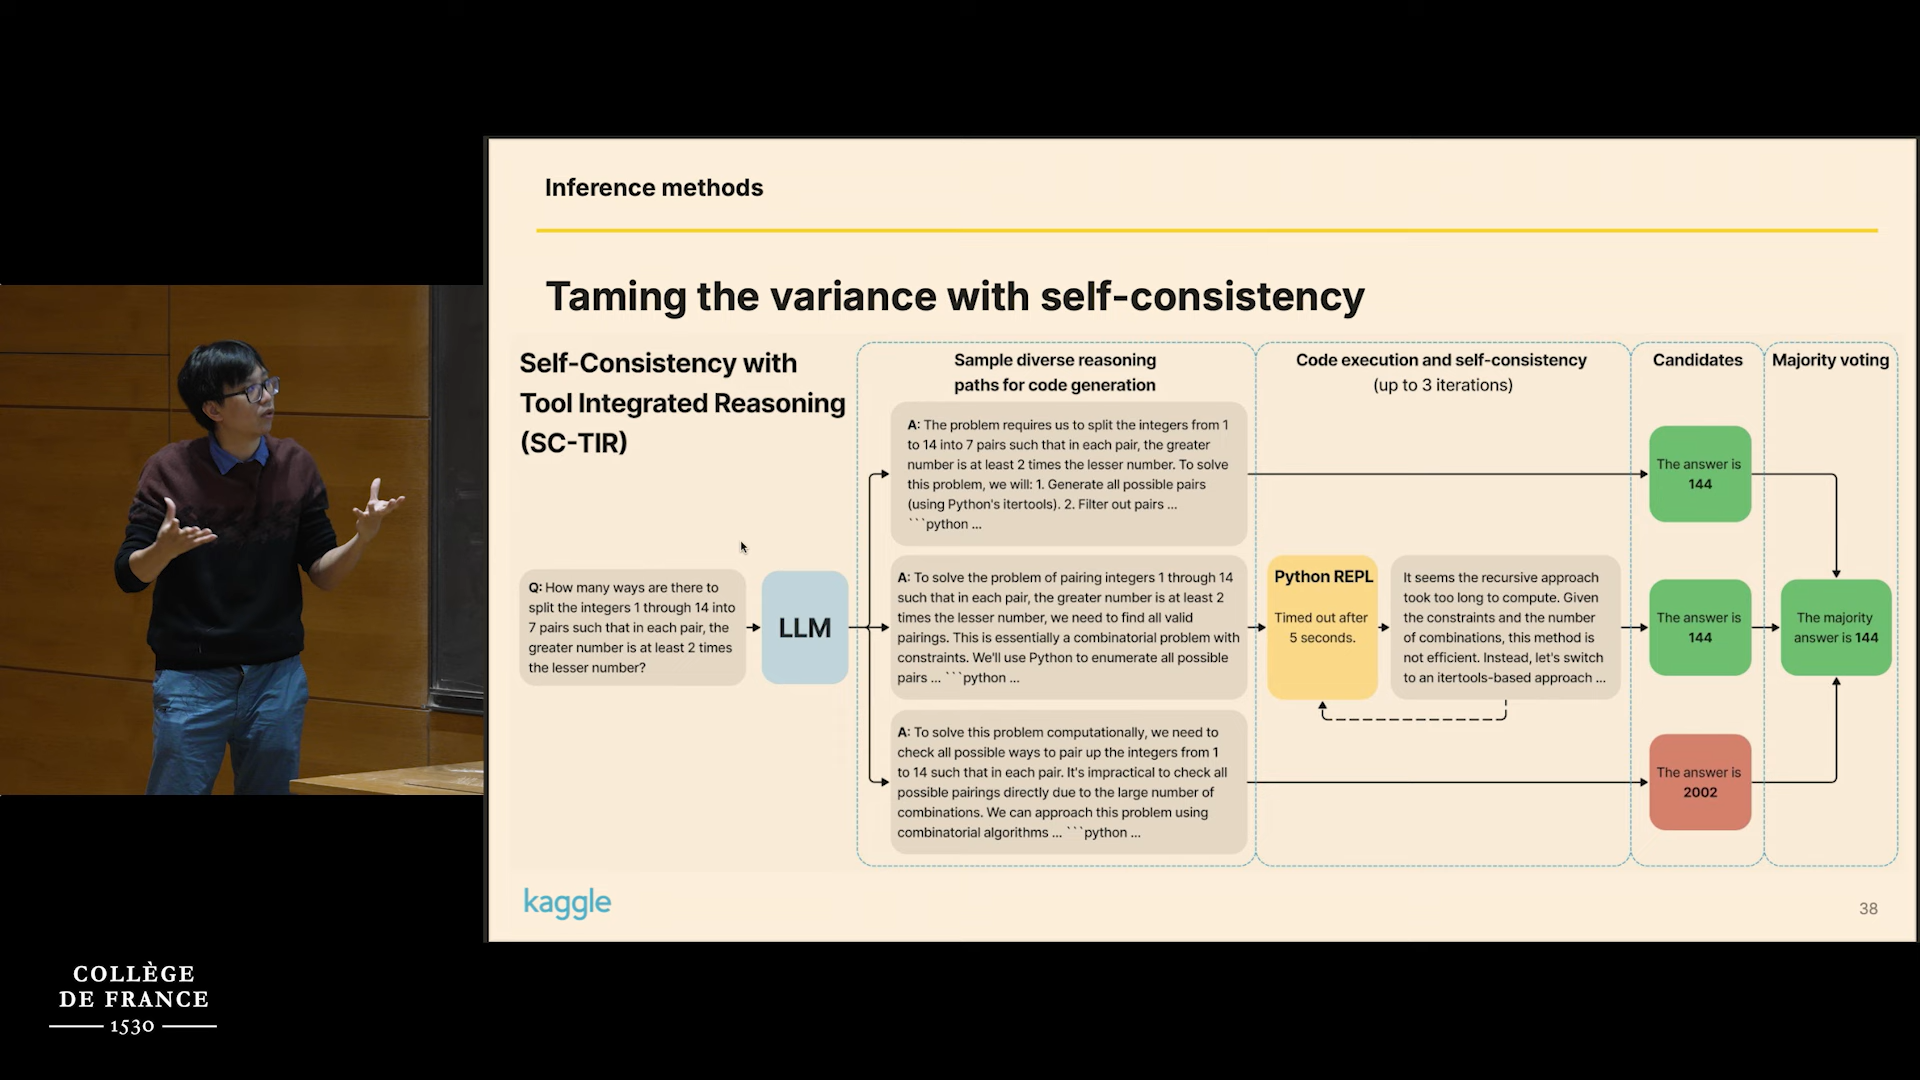 Inference methods
Taming the variance with self-consistency
Self-Consistency with
Tool Integrated Reasoning
(SC-TIR)
Q: How many ways are there to
split the integers 1 through 14 into
7 pairs such that in each pair, the
greater number is at least 2 times
the lesser number?
LLM
Sample diverse reasoning
paths for code generation
A: The problem requires us to split the integers from 1
to 14 into 7 pairs such that in each pair, the greater
number is at least 2 times the lesser number. To solve
this problem, we will: 1. Generate all possible pairs
(using Python's itertools). 2. Filter out pairs ...
```python ...
A: To solve the problem of pairing integers 1 through 14
such that in each pair, the greater number is at least 2
times the lesser number, we need to find all valid
pairings. This is essentially a combinatorial problem with
constraints. We'll use Python to enumerate all possible
pairs ... ```python ...
A: To solve this problem computationally, we need to
check all possible ways to pair up the integers from 1
to 14 such that in each pair. It's impractical to check all
possible pairings directly due to the large number of
combinations. We can approach this problem using
combinatorial algorithms ... ```python ...
Code execution and self-consistency
(up to 3 iterations)
Python REPL
Timed out after
5 seconds.
It seems the recursive approach
took too long to compute. Given
the constraints and the number
of combinations, this method is
not efficient. Instead, let's switch
to an itertools-based approach ...
Candidates
The answer is
144
The answer is
144
The answer is
2002
Majority voting
The majority
answer is 144
kaggle
38
COLLÈGE
DE FRANCE
1530